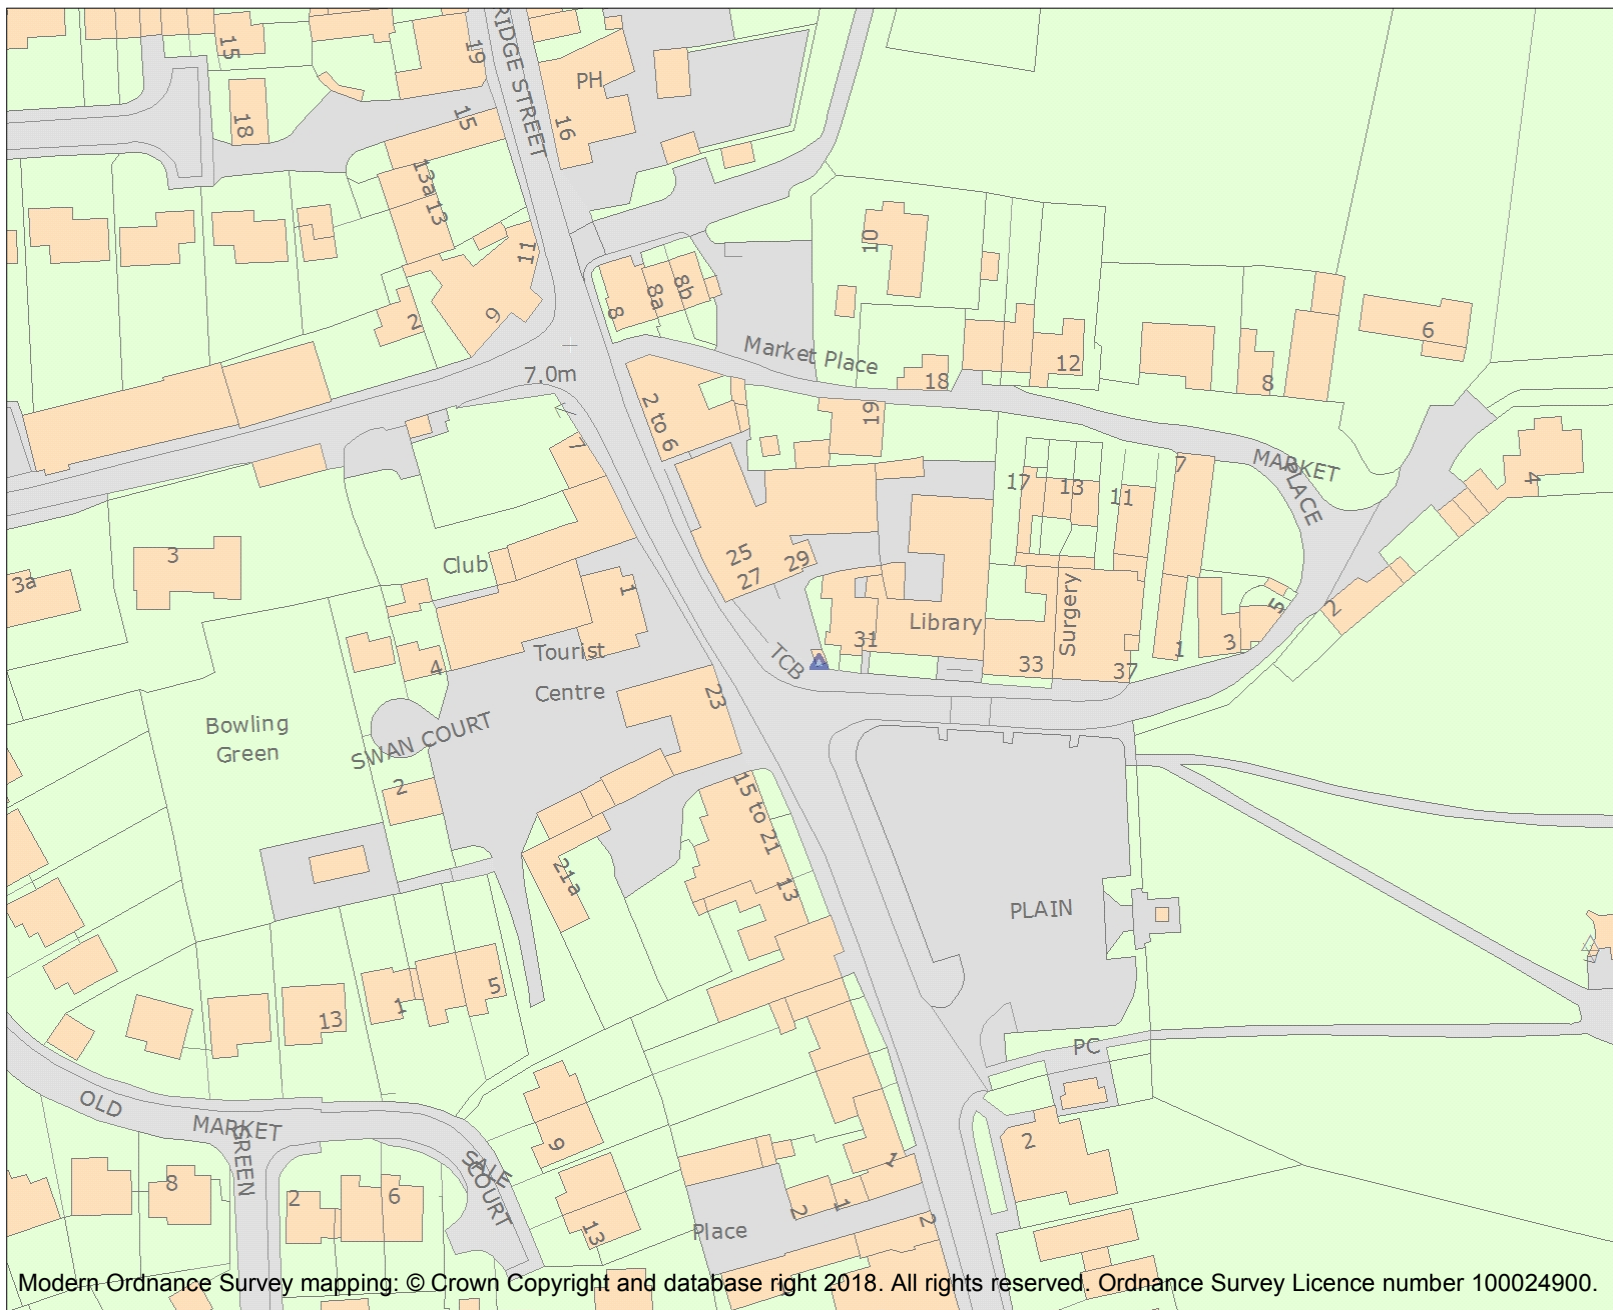 15
19
RIDGE STREET
PH
18
15
16
13a
13
11
10
8
8a
8b
2
9
Market Place
6
7.0m
12
18
8
2 to 6
19
7
MARKET
PLACE
7
17
13
11
4
3
Club
25
29
27
3a
1
Surgery
5
2
Library
31
3
1
Tourist
4
TCB
33
37
Centre
23
Bowling
Green
SWAN COURT
2
15 to 21
21a
13
PLAIN
5
1
13
PC
OLD
MARKET
GREEN
9
2
1
SALE
COURT
8
2
6
2
1
2
13
Place
Modern Ordnance Survey mapping: © Crown Copyright and database right 2018. All rights reserved. Ordnance Survey Licence number 100024900.